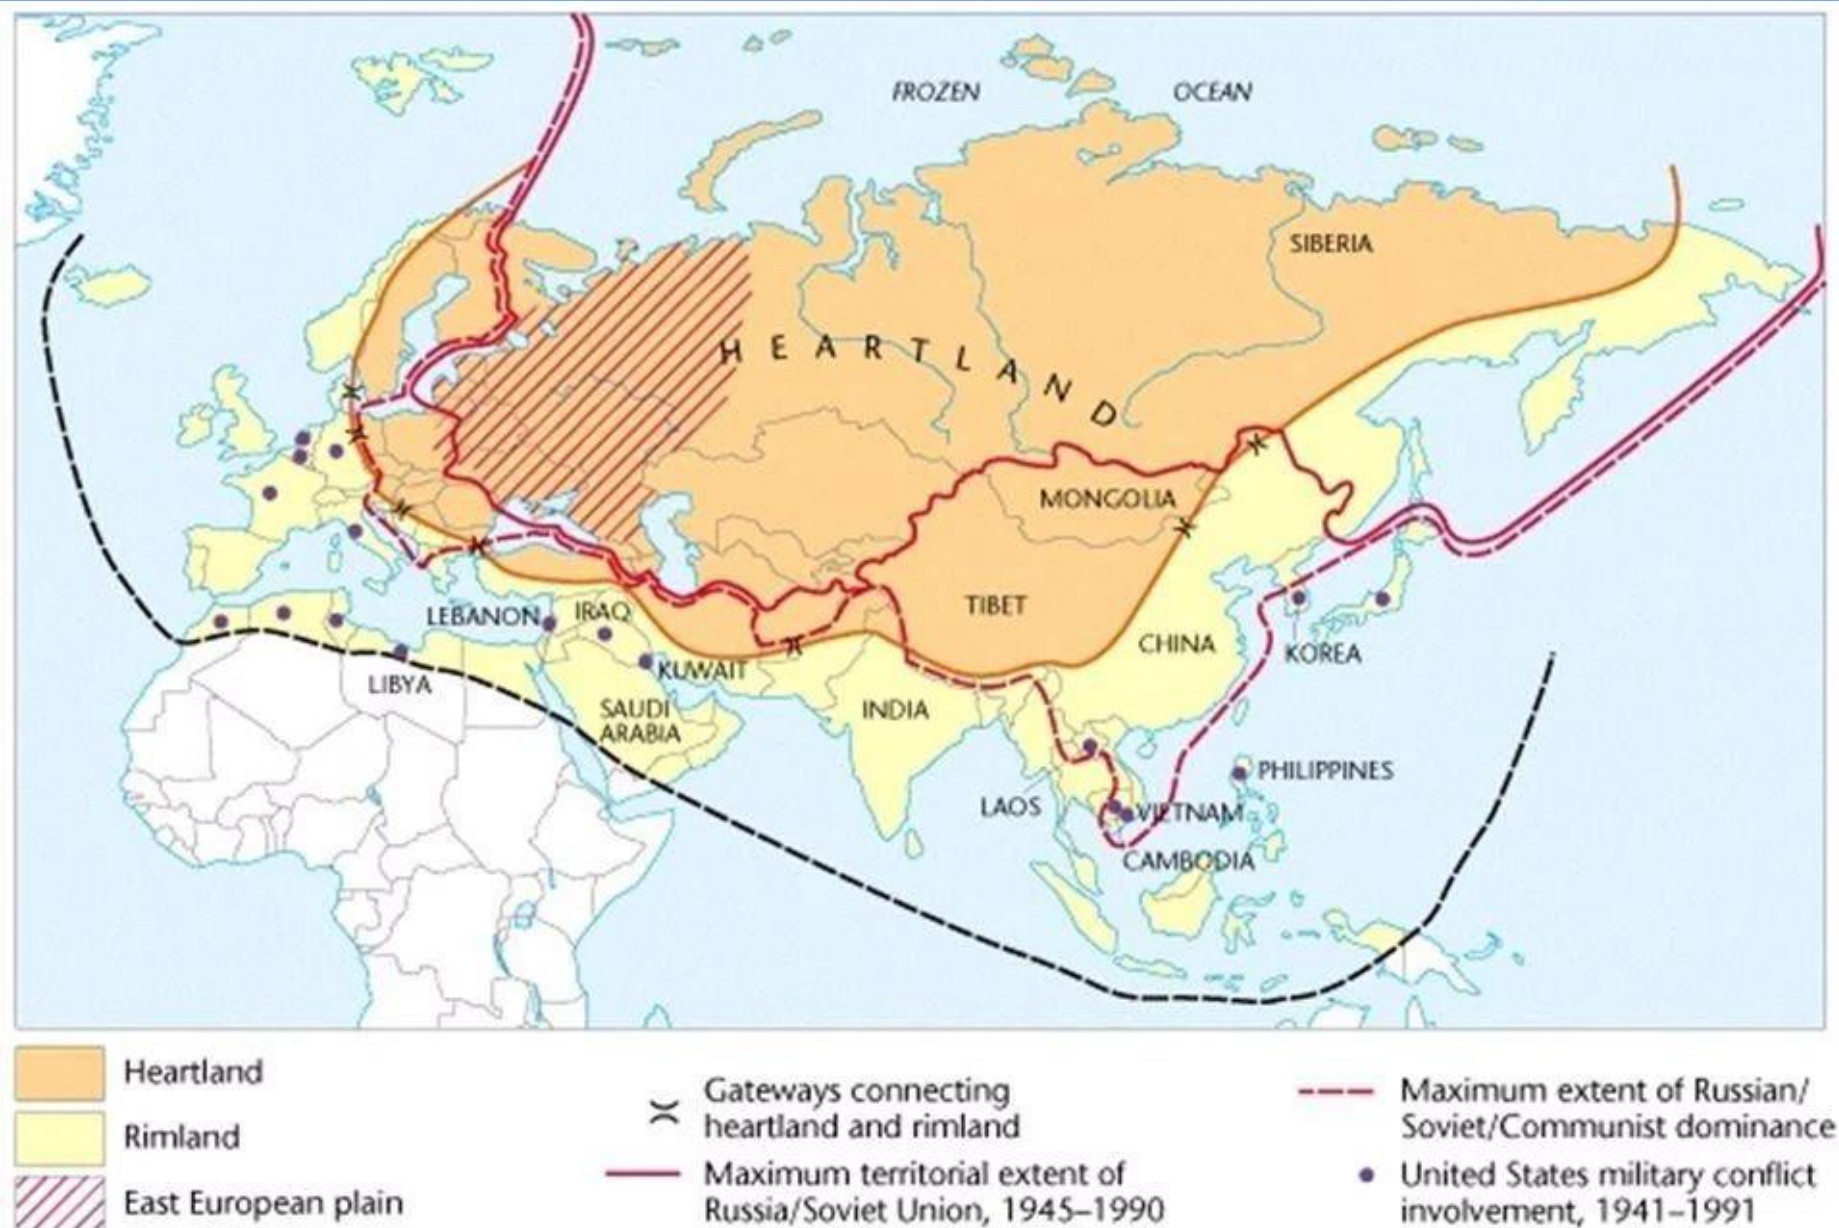 FROZEN OCEAN
SIBERIA
HEARTLAND
MONGOLIA
TIBET
LEBANON
IRAQ
CHINA
KOREA
KUWAIT
LIBYA
SAUDI
ARABIA
INDIA
PHILIPPINES
LAOS
VIETNAM
CAMBODIA
Heartland
Rimland
East European plain
Gateways connecting
heartland and rimland
Maximum territorial extent of
Russia/Soviet Union, 1945–1990
Maximum extent of Russian/
Soviet/Communist dominance
United States military conflict
involvement, 1941–1991